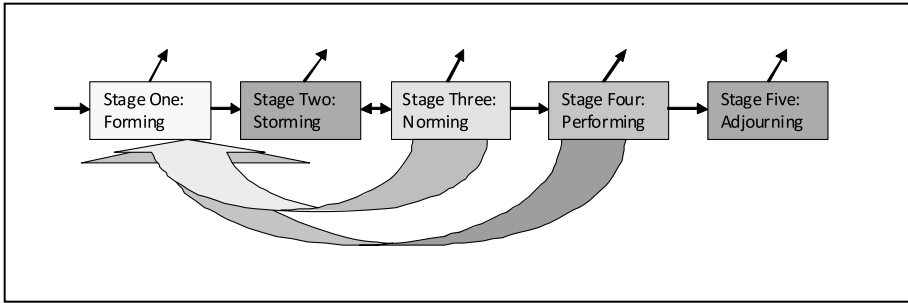 Stage One:
Forming
Stage Two:
Storming
Stage Three:
Norming
Stage Four:
Performing
Stage Five:
Adjourning